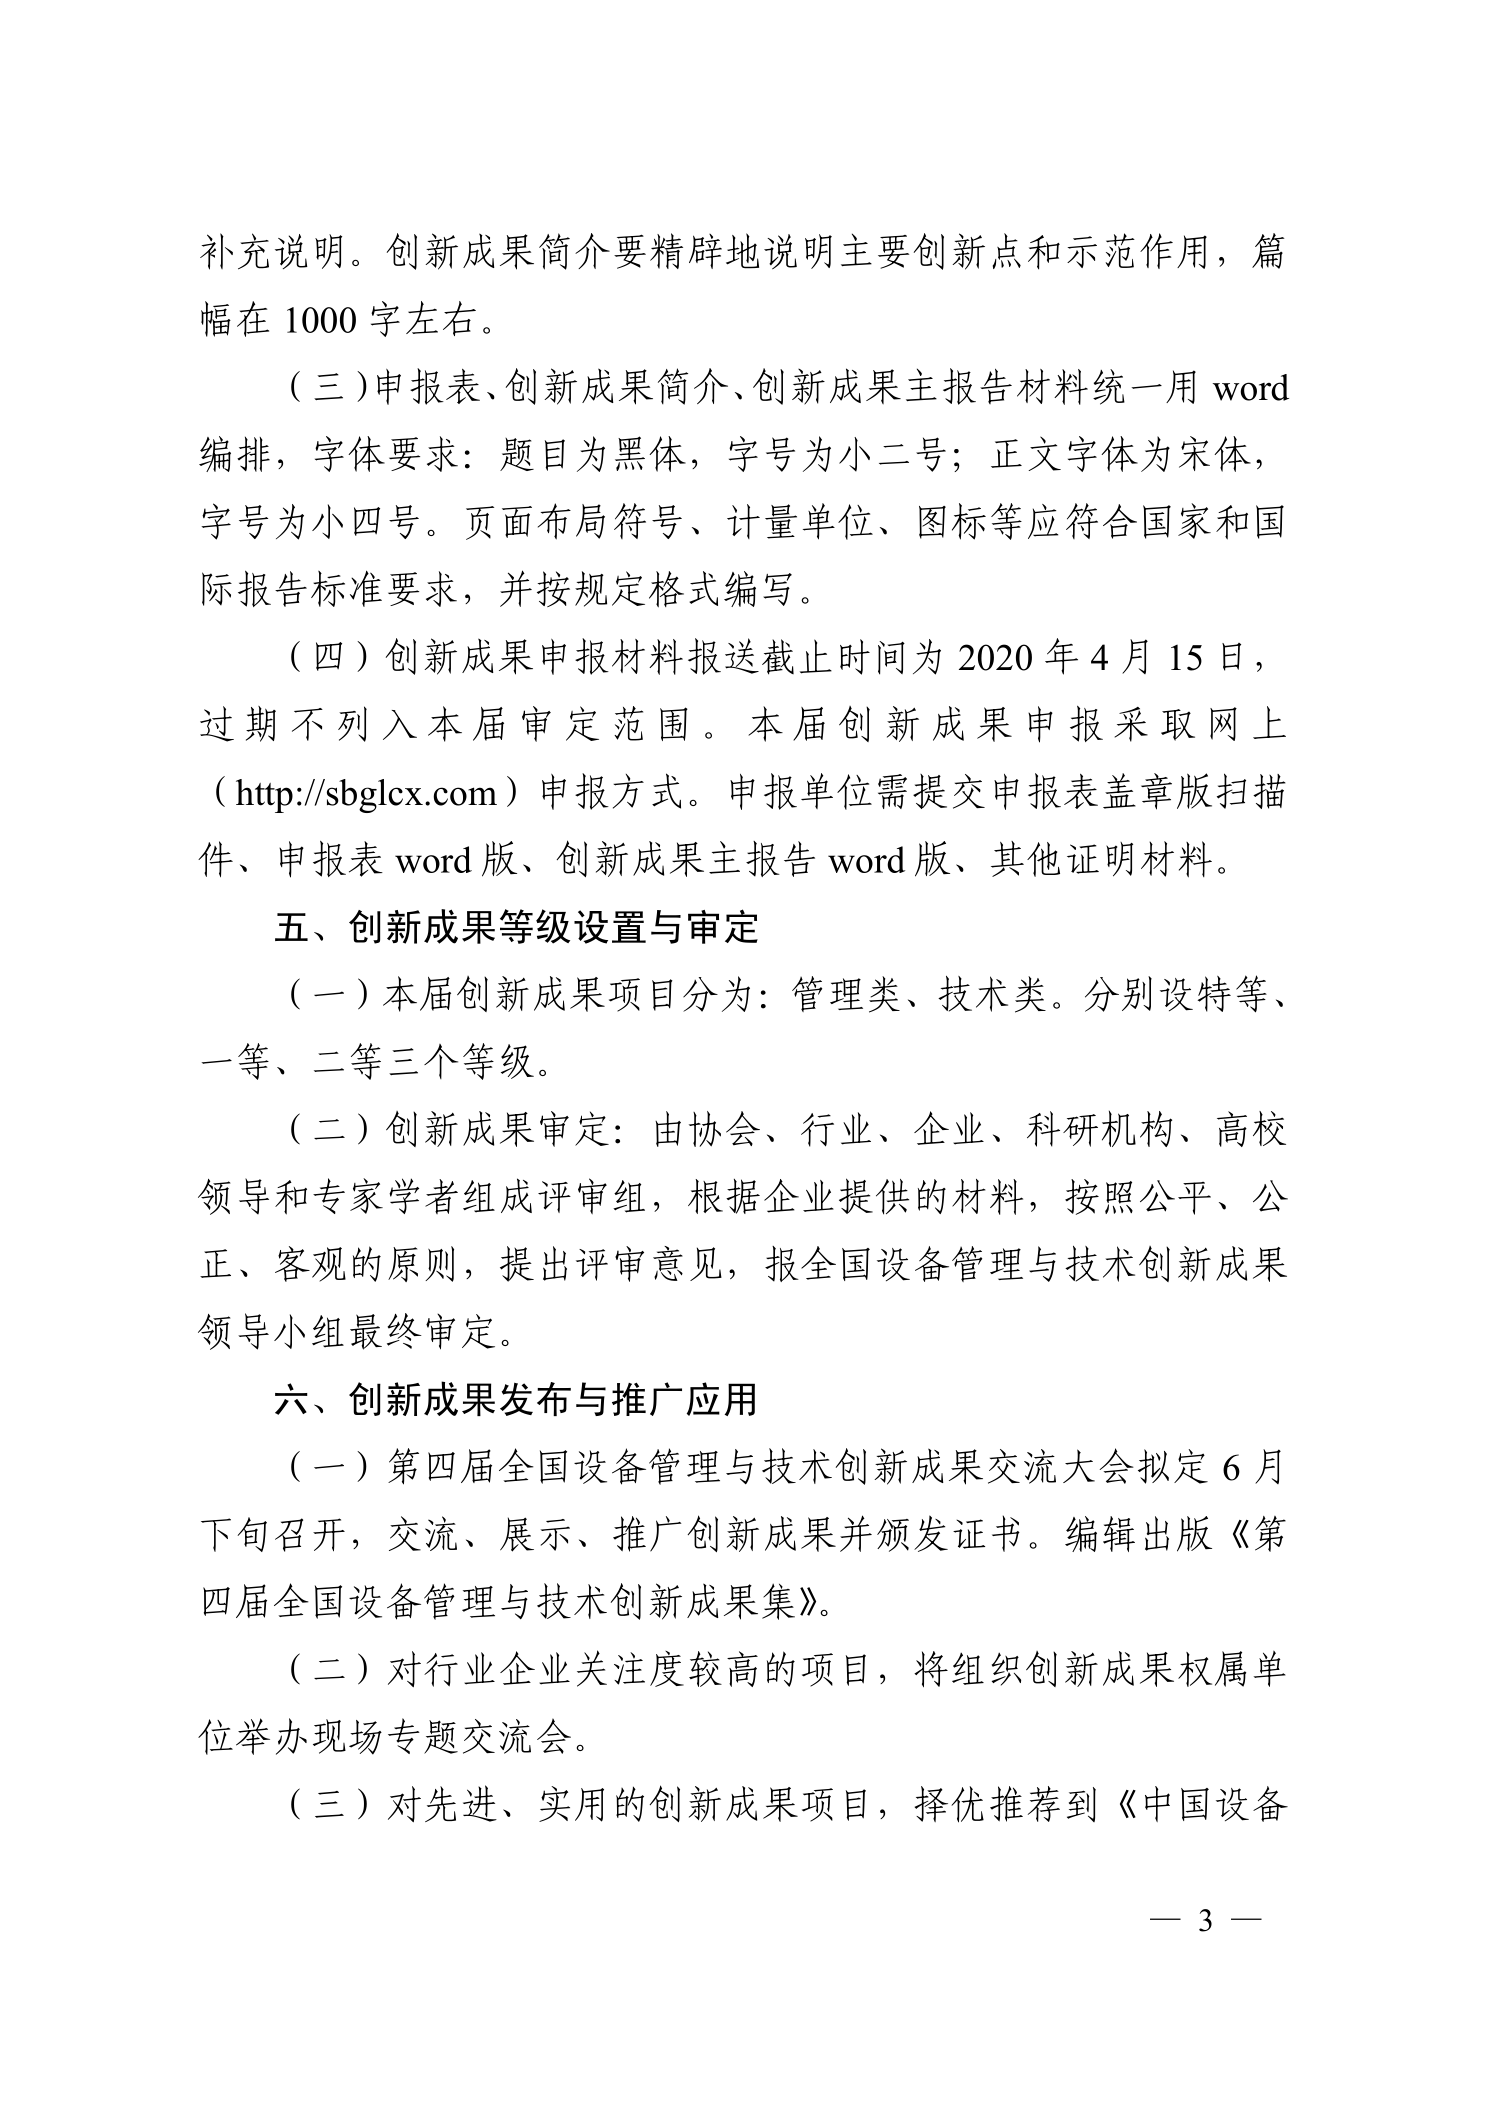 补充说明。创新成果简介要精辟地说明主要创新点和示范作用，篇
幅在 1000 字左右。
（三)申报表、创新成果简介、创新成果主报告材料统一用 word
编排，字体要求：题目为黑体，字号为小二号；正文字体为宋体，
字号为小四号。页面布局符号、计量单位、图标等应符合国家和国
际报告标准要求，并按规定格式编写。
（四）创新成果申报材料报送截止时间为 2020 年 4 月 15 日，
过期不列入本届审定范围。本届创新成果申报采取网上
（http://sbglcx.com）申报方式。申报单位需提交申报表盖章版扫描
件、申报表 word 版、创新成果主报告 word 版、其他证明材料。
五、创新成果等级设置与审定
（一）本届创新成果项目分为：管理类、技术类。分别设特等、
一等、二等三个等级。
（二）创新成果审定：由协会、行业、企业、科研机构、高校
领导和专家学者组成评审组，根据企业提供的材料，按照公平、公
正、客观的原则，提出评审意见，报全国设备管理与技术创新成果
领导小组最终审定。
六、创新成果发布与推广应用
（一）第四届全国设备管理与技术创新成果交流大会拟定 6 月
下旬召开，交流、展示、推广创新成果并颁发证书。编辑出版《第
四届全国设备管理与技术创新成果集》。
（二）对行业企业关注度较高的项目，将组织创新成果权属单
位举办现场专题交流会。
（三）对先进、实用的创新成果项目，择优推荐到《中国设备
— 3 —